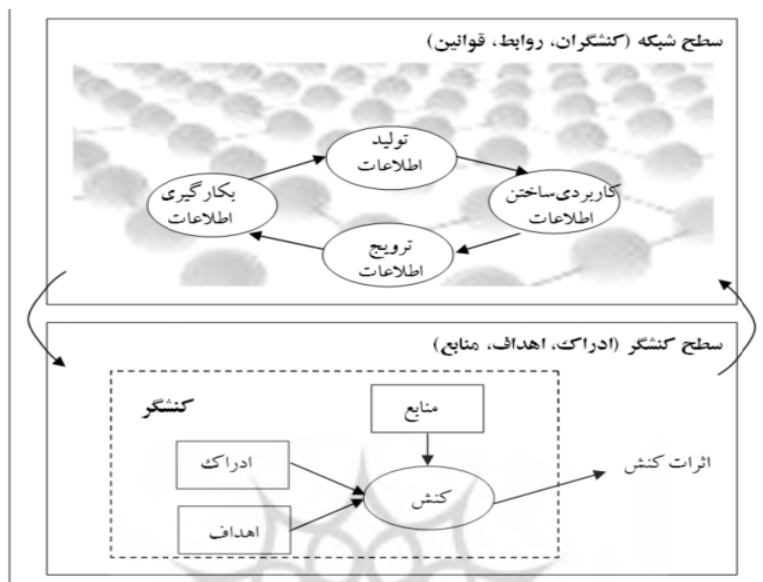 سطح شبکه (کنشگران، روابط، قوانین)
تولید
اطلاعات
کاربردی‌ساختن
اطلاعات
ترویج
اطلاعات
بکارگیری
اطلاعات
سطح کنشگر (ادراک، اهداف، منابع)
کنشگر
منابع
ادراک
کنش
اثرات کنش
اهداف